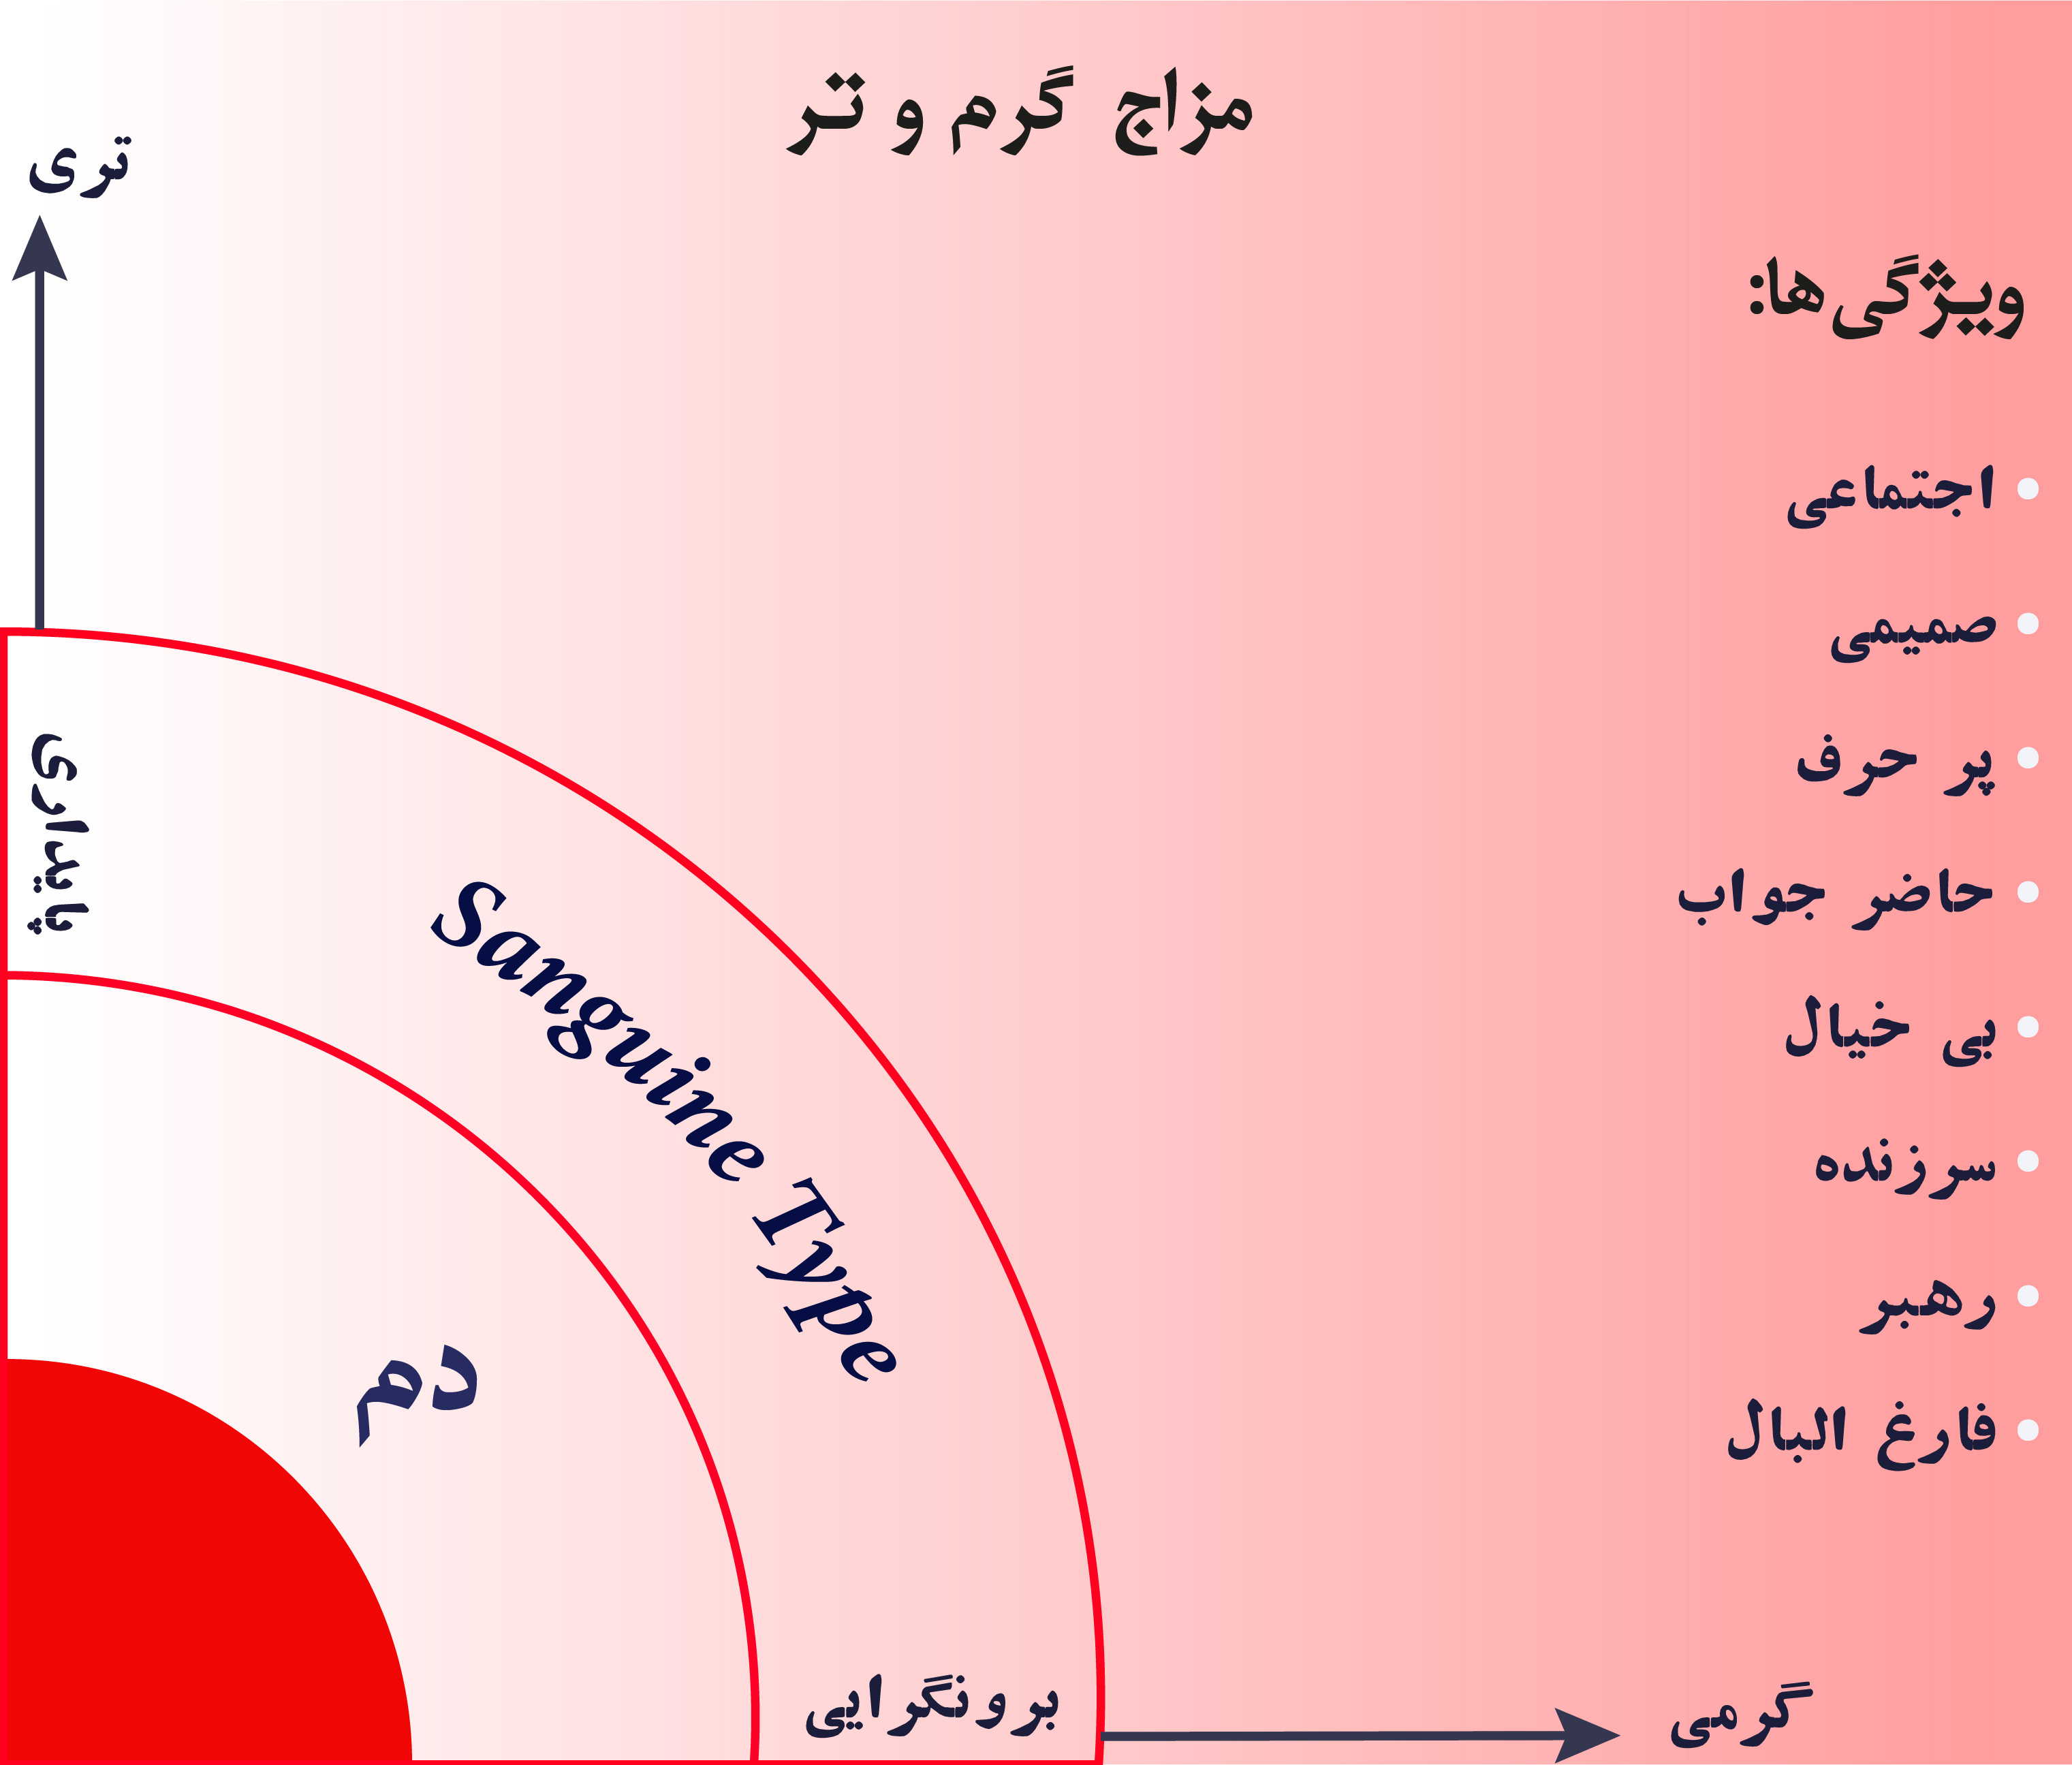 مزاج گرم و تر
تری
ویژگی‌ها:
• اجتماعی
• صمیمی
• پر حرف
• حاضر جواب
• بی خیال
• سرزنده
• رهبر
• فارغ البال
پایداری
Sanguine Type
دم
برونگرایی
گرمی